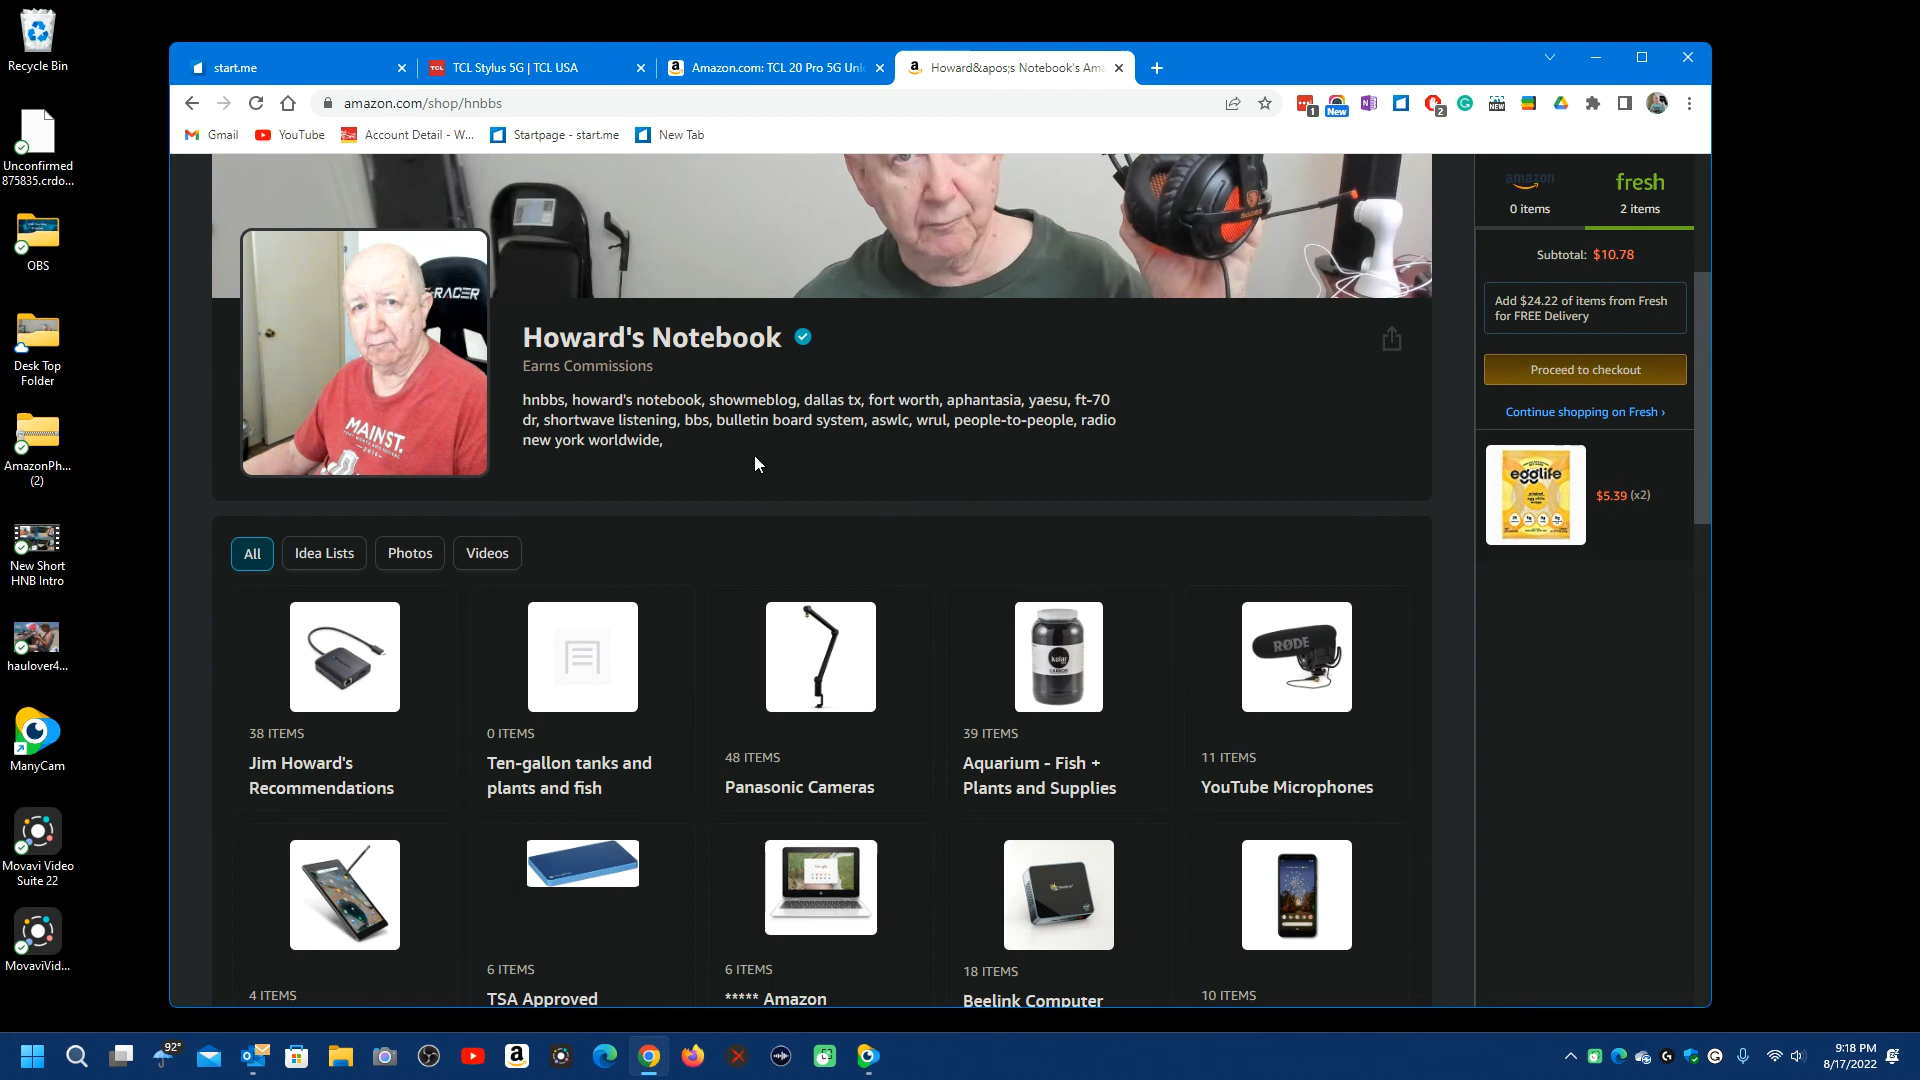 Recycle Bin
Unconfirmed
875835.crdo...
OBS
Desk Top
Folder
AmazonPh...
(2)
New Short
HNB Intro
haulover4...
ManyCam
Movavi Video
Suite 22
MovaviVid...
start.me
TCL
TCL Stylus 5G | TCL USA
Amazon.com: TCL 20 Pro 5G Unl
Howard&apos;s Notebook's Ama
amazon.com/shop/hnbbs
1
New
2
NEW
Gmail
YouTube
Account Detail - W...
Startpage - start.me
New Tab
RACER
MAINST.
Howard's Notebook
Earns Commissions
hnbbs, howard's notebook, showmeblog, dallas tx, fort worth, aphantasia, yaesu, ft-70
dr, shortwave listening, bbs, bulletin board system, aswlc, wrul, people-to-people, radio
new york worldwide,
All
Idea Lists
Photos
Videos
38 ITEMS
Jim Howard's
Recommendations
0 ITEMS
Ten-gallon tanks and
plants and fish
48 ITEMS
Panasonic Cameras
kolar
CARBON
39 ITEMS
Aquarium - Fish +
Plants and Supplies
RØDE
11 ITEMS
YouTube Microphones
4 ITEMS
6 ITEMS
TSA Approved
6 ITEMS
***** Amazon
18 ITEMS
Beelink Computer
10 ITEMS
amazon
0 items
fresh
2 items
Subtotal: $10.78
Add $24.22 of items from Fresh
for FREE Delivery
Proceed to checkout
Continue shopping on Fresh ›
egglife
$5.39 (x2)
92°
9:18 PM
8/17/2022